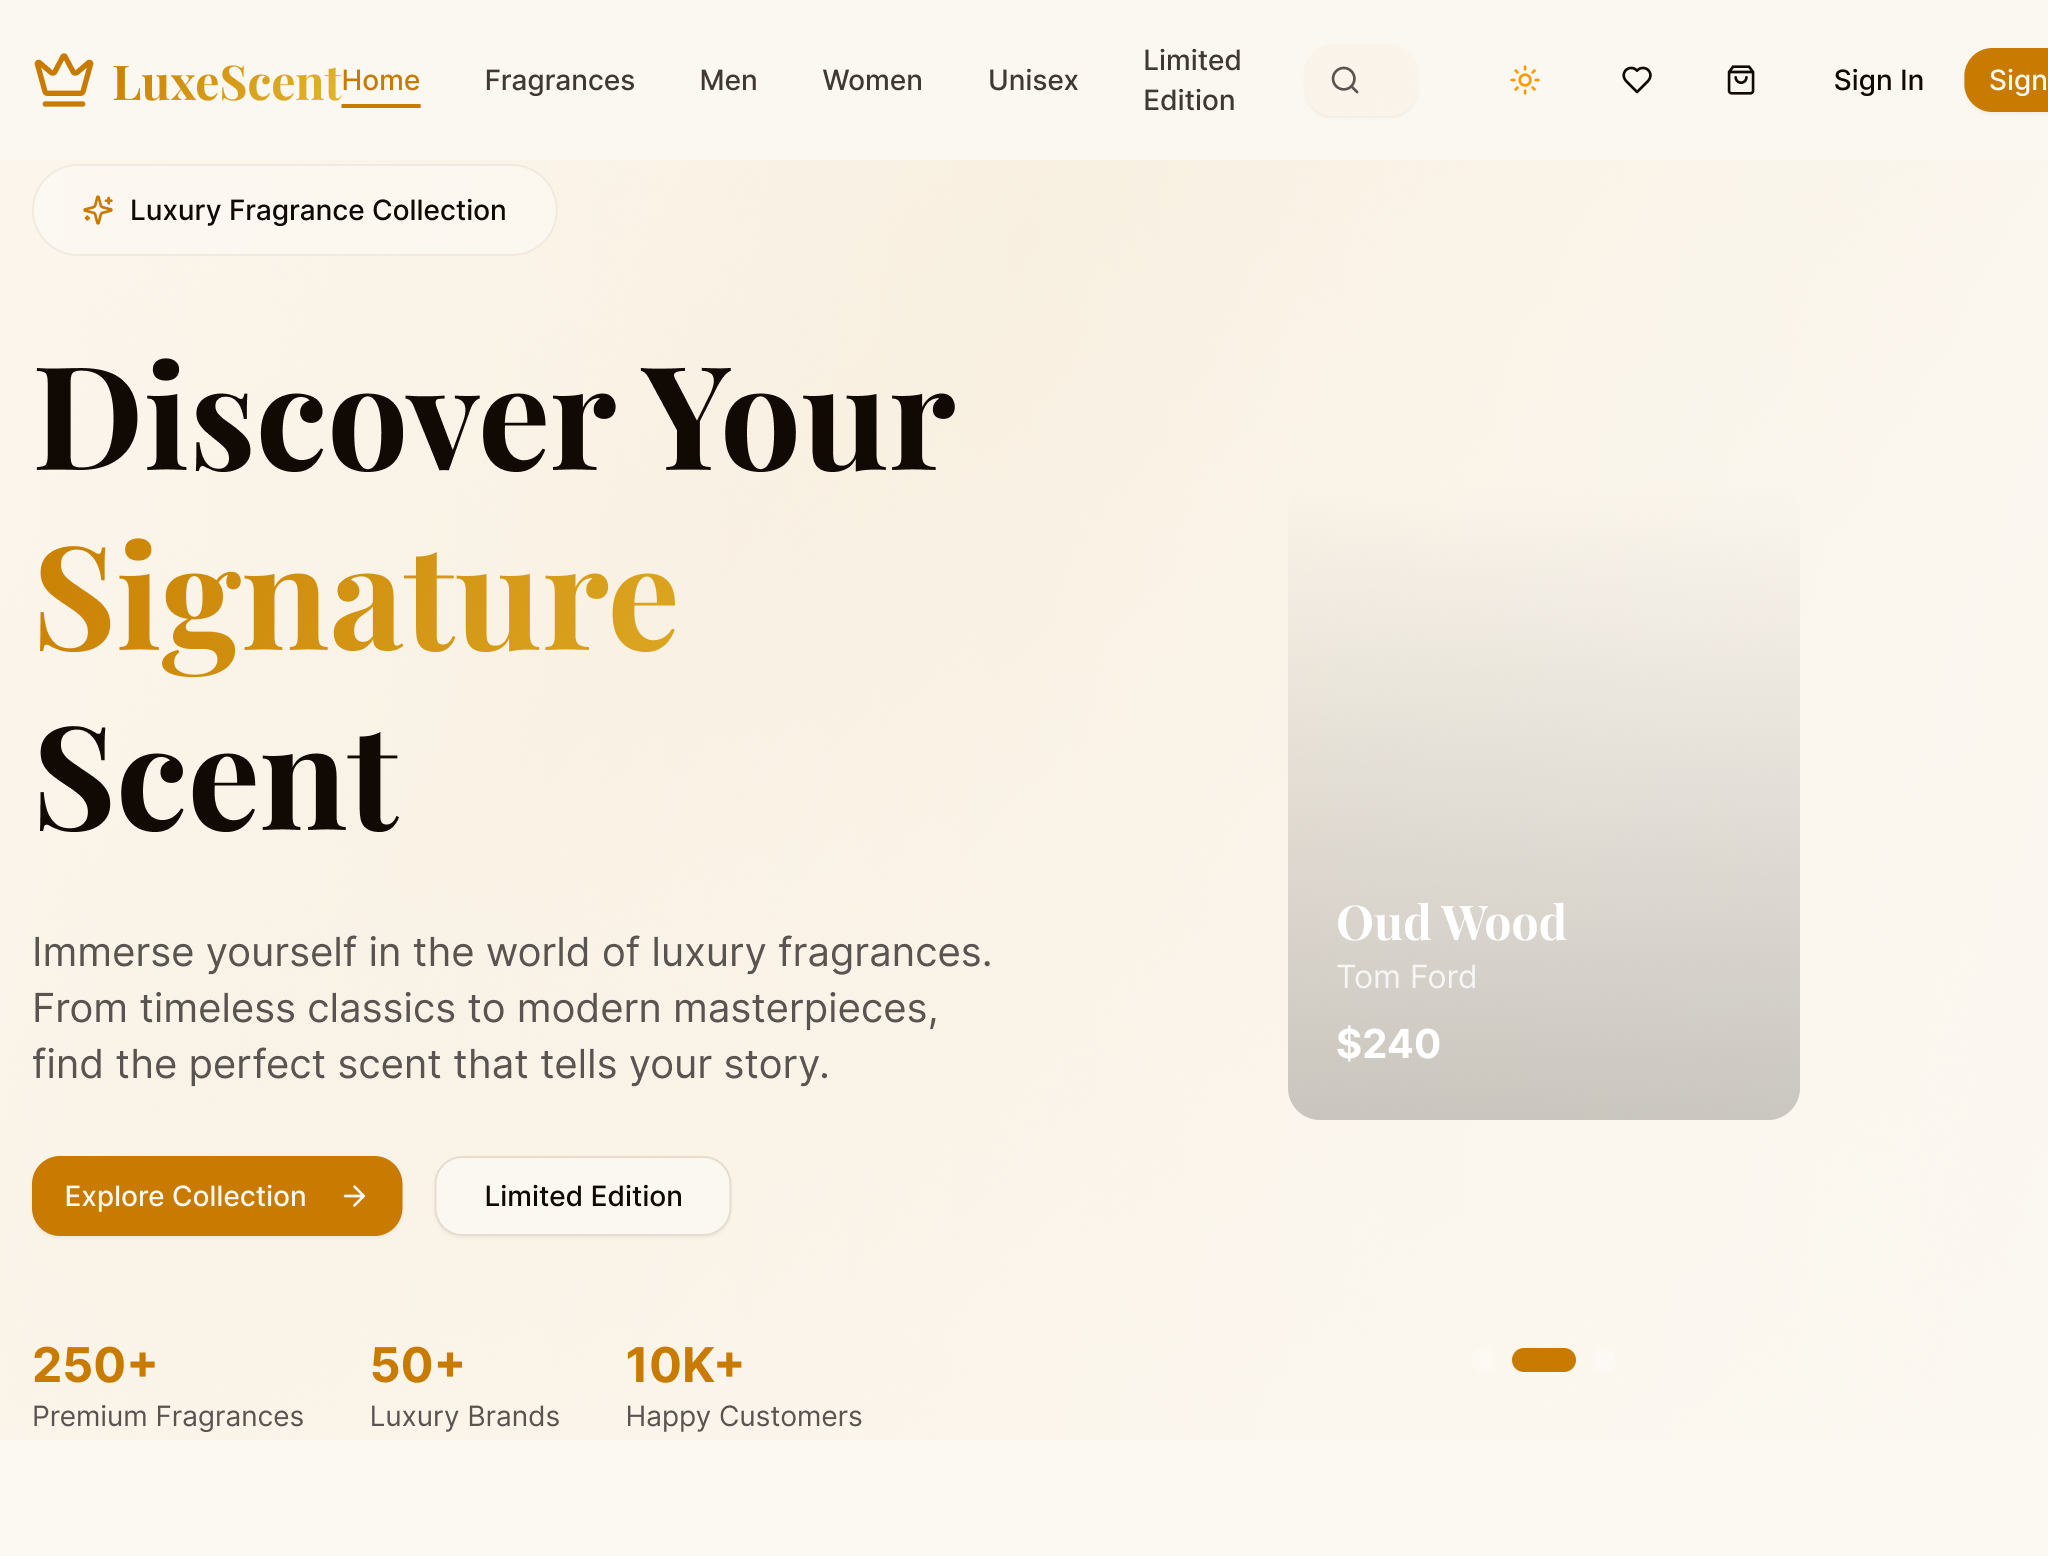 LuxeScent
Home
Fragrances
Men
Women
Unisex
Limited
Edition
Sign In
Sign
Luxury Fragrance Collection
Discover Your
Signature
Scent
Immerse yourself in the world of luxury fragrances.
From timeless classics to modern masterpieces,
find the perfect scent that tells your story.
Explore Collection
Limited Edition
250+
Premium Fragrances
50+
Luxury Brands
10K+
Happy Customers
Oud Wood
Tom Ford
$240